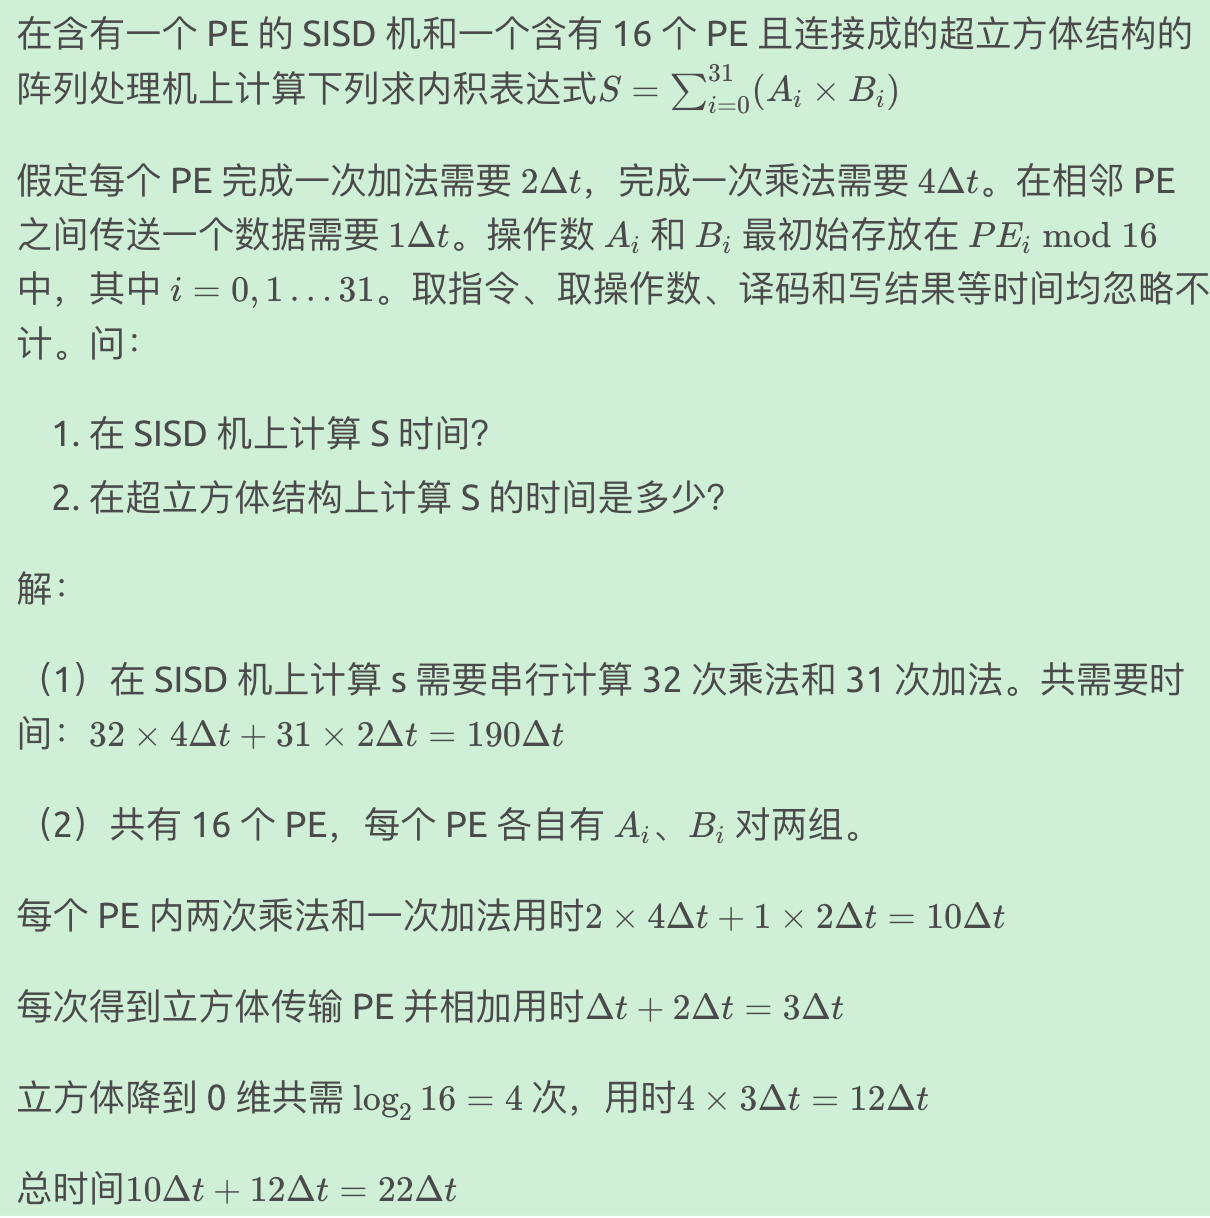 在含有一个 PE 的 SISD 机和一个含有 16 个 PE 且连接成的超立方体结构的
阵列处理机上计算下列求内积表达式$S = \sum_{i=0}^{31}(A_i \times B_i)$
假定每个 PE 完成一次加法需要 $2\Delta t$，完成一次乘法需要 $4\Delta t$。在相邻 PE
之间传送一个数据需要 $1\Delta t$。操作数 $A_i$ 和 $B_i$ 最初始存放在 $PE_i \bmod 16$
中，其中 $i = 0, 1 \ldots 31$。取指令、取操作数、译码和写结果等时间均忽略不
计。问：
1. 在 SISD 机上计算 S 时间？
2. 在超立方体结构上计算 S 的时间是多少？
解：
（1）在 SISD 机上计算 s 需要串行计算 32 次乘法和 31 次加法。共需要时
间：$32 \times 4\Delta t + 31 \times 2\Delta t = 190\Delta t$
（2）共有 16 个 PE，每个 PE 各自有 $A_i$、$B_i$ 对两组。
每个 PE 内两次乘法和一次加法用时$2 \times 4\Delta t + 1 \times 2\Delta t = 10\Delta t$
每次得到立方体传输 PE 并相加用时$\Delta t + 2\Delta t = 3\Delta t$
立方体降到 0 维共需 $\log_2 16 = 4$ 次，用时$4 \times 3\Delta t = 12\Delta t$
总时间$10\Delta t + 12\Delta t = 22\Delta t$